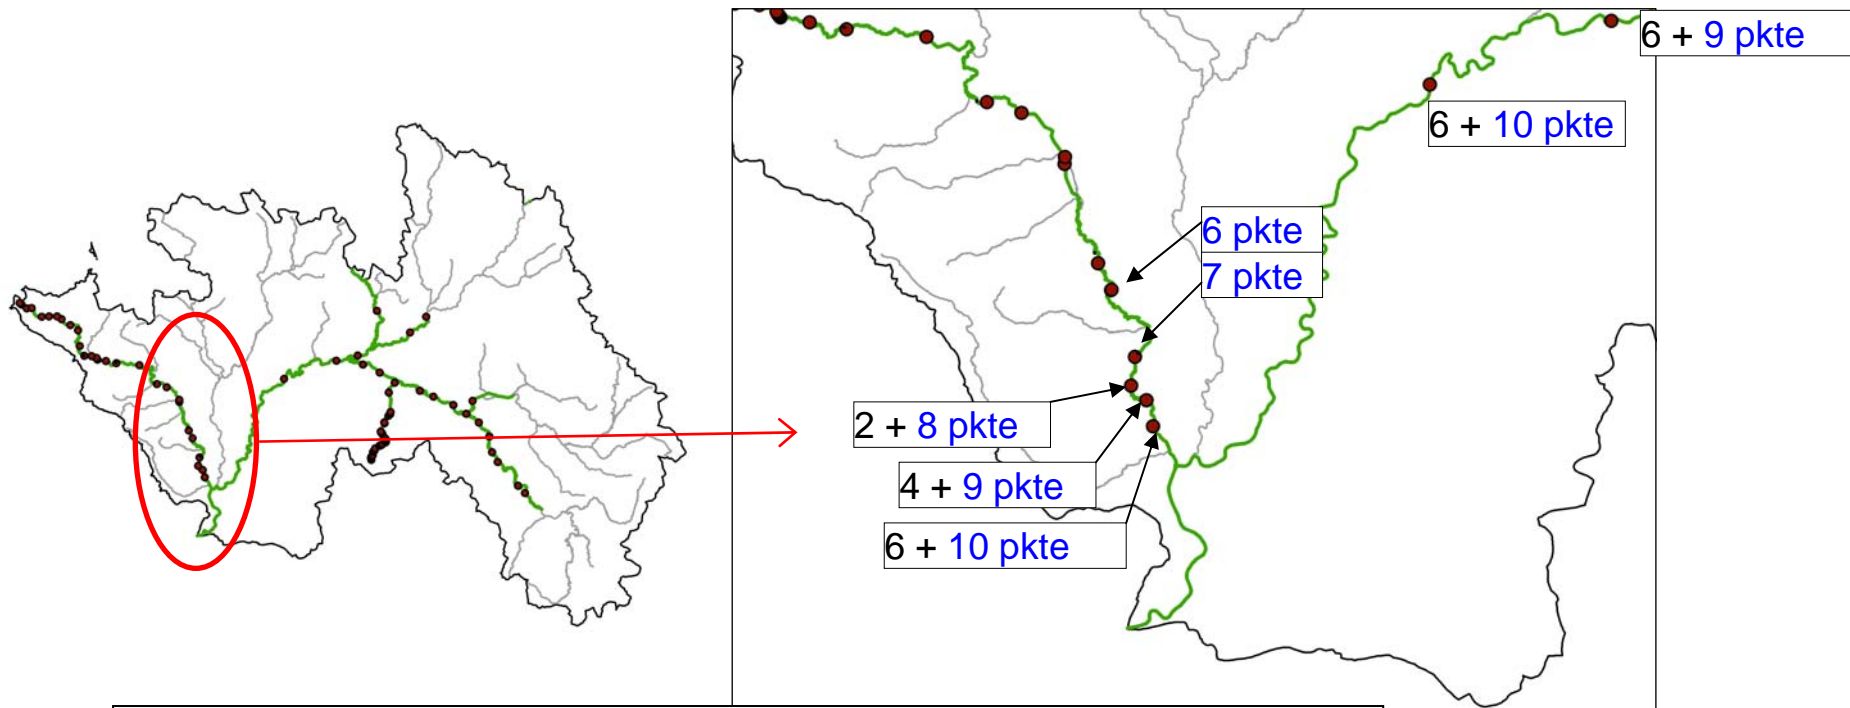 6 + 9 pkte
6 + 10 pkte
6 pkte
7 pkte
2 + 8 pkte
4 + 9 pkte
6 + 10 pkte